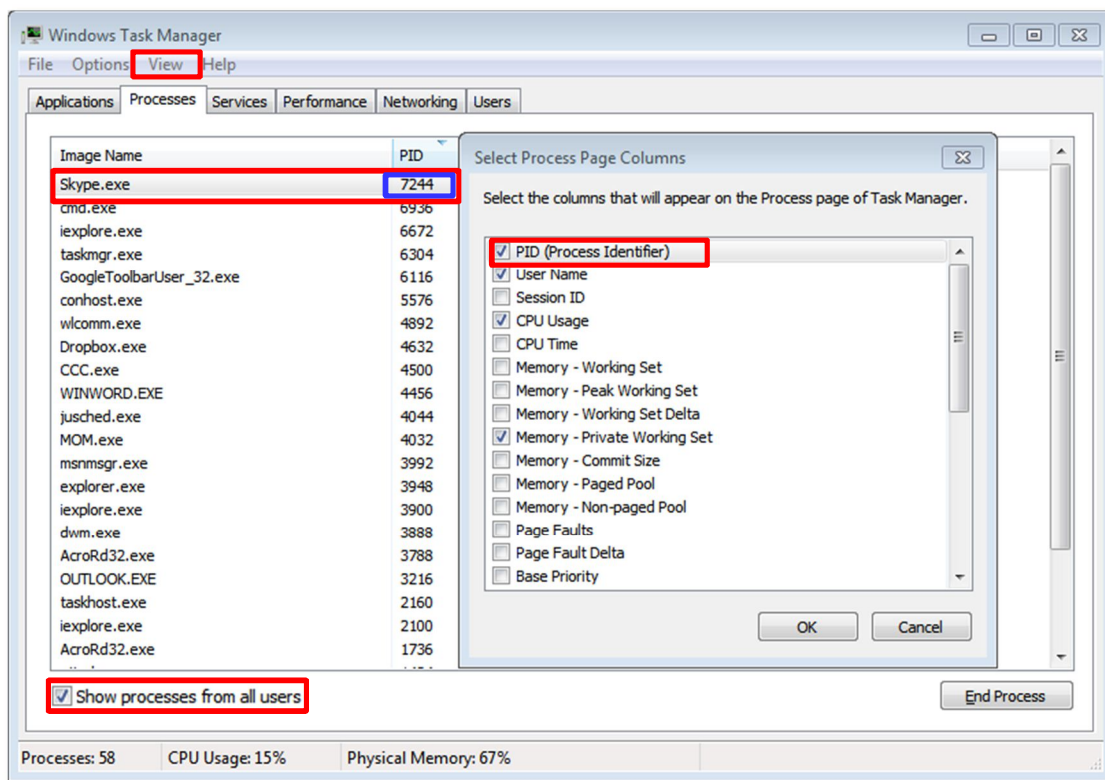 Windows Task Manager
File Options View Help
Applications Processes Services Performance Networking Users
Image Name PID
Skype.exe 7244
cmd.exe 6936
iexplore.exe 6672
taskmgr.exe 6304
GoogleToolbarUser_32.exe 6116
conhost.exe 5576
wlcomm.exe 4892
Dropbox.exe 4632
CCC.exe 4500
WINWORD.EXE 4456
jusched.exe 4044
MOM.exe 4032
msnmsgr.exe 3992
explorer.exe 3948
iexplore.exe 3900
dwm.exe 3888
AcroRd32.exe 3788
OUTLOOK.EXE 3216
taskhost.exe 2160
iexplore.exe 2100
AcroRd32.exe 1736
Select Process Page Columns
Select the columns that will appear on the Process page of Task Manager.
PID (Process Identifier)
User Name
Session ID
CPU Usage
CPU Time
Memory - Working Set
Memory - Peak Working Set
Memory - Working Set Delta
Memory - Private Working Set
Memory - Commit Size
Memory - Paged Pool
Memory - Non-paged Pool
Page Faults
Page Fault Delta
Base Priority
OK Cancel
Show processes from all users
End Process
Processes: 58 CPU Usage: 15% Physical Memory: 67%